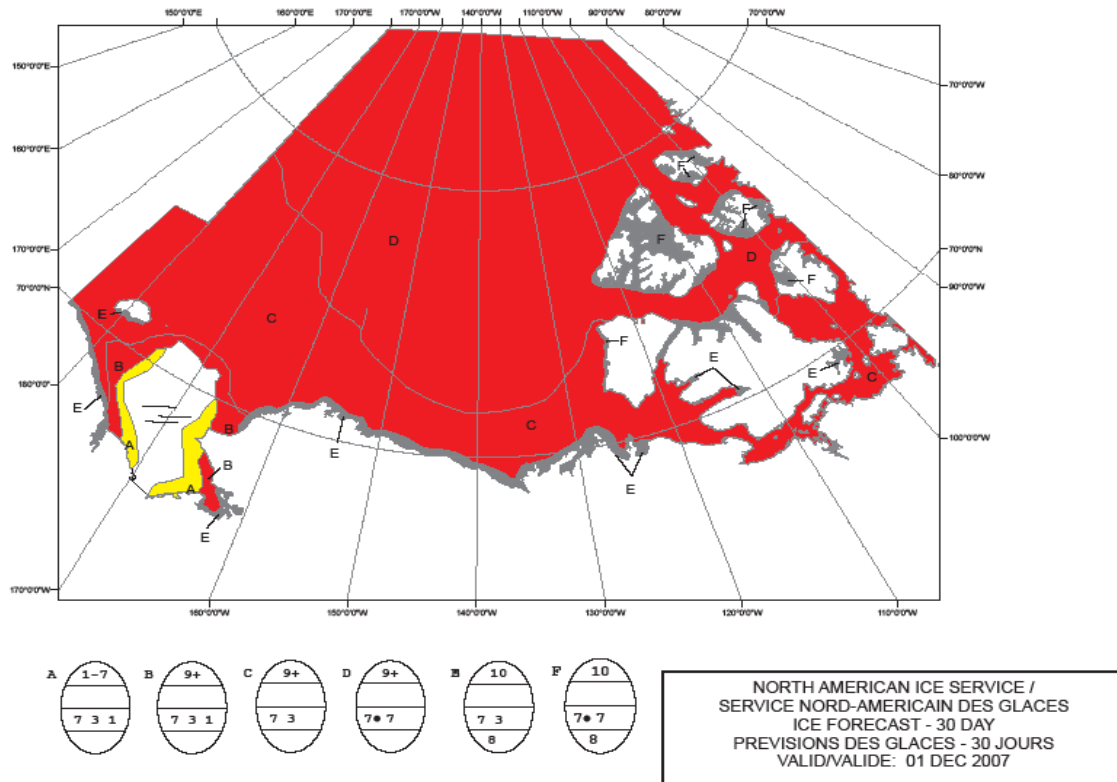 150°0'0"E 160°0'0"E 170°0'0"E 170°0'0"W 140°0'0"W 110°0'0"W 90°0'0"W 80°0'0"W 70°0'0"W
150°0'0"E
70°0'0"W
160°0'0"E
F
80°0'0"W
F
D
F
170°0'0"E
70°0'0"N
D
70°0'0"N
F
90°0'0"W
E
C
F
E
B
E
C
180°0'0"W
E
C
B
A
E
100°0'0"W
B
E
A
E
170°0'0"W
160°0'0"W 150°0'0"W 140°0'0"W 130°0'0"W 120°0'0"W 110°0'0"W
A 1-7 B 9+ C 9+ D 9+ E 10 F 10
7 3 1 7 3 1 7 3 7● 7 7 3 7● 7
8 8
NORTH AMERICAN ICE SERVICE /
SERVICE NORD-AMERICAIN DES GLACES
ICE FORECAST - 30 DAY
PREVISIONS DES GLACES - 30 JOURS
VALID/VALIDE: 01 DEC 2007